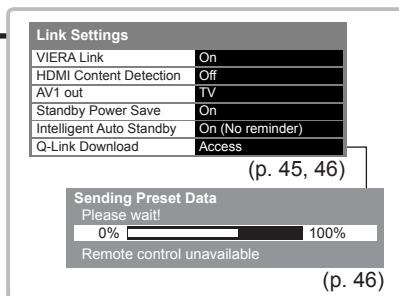 Link Settings
VIERA Link On
HDMI Content Detection Off
AV1 out TV
Standby Power Save On
Intelligent Auto Standby On (No reminder)
Q-Link Download Access
(p. 45, 46)
Sending Preset Data
Please wait!
0% 100%
Remote control unavailable
(p. 46)